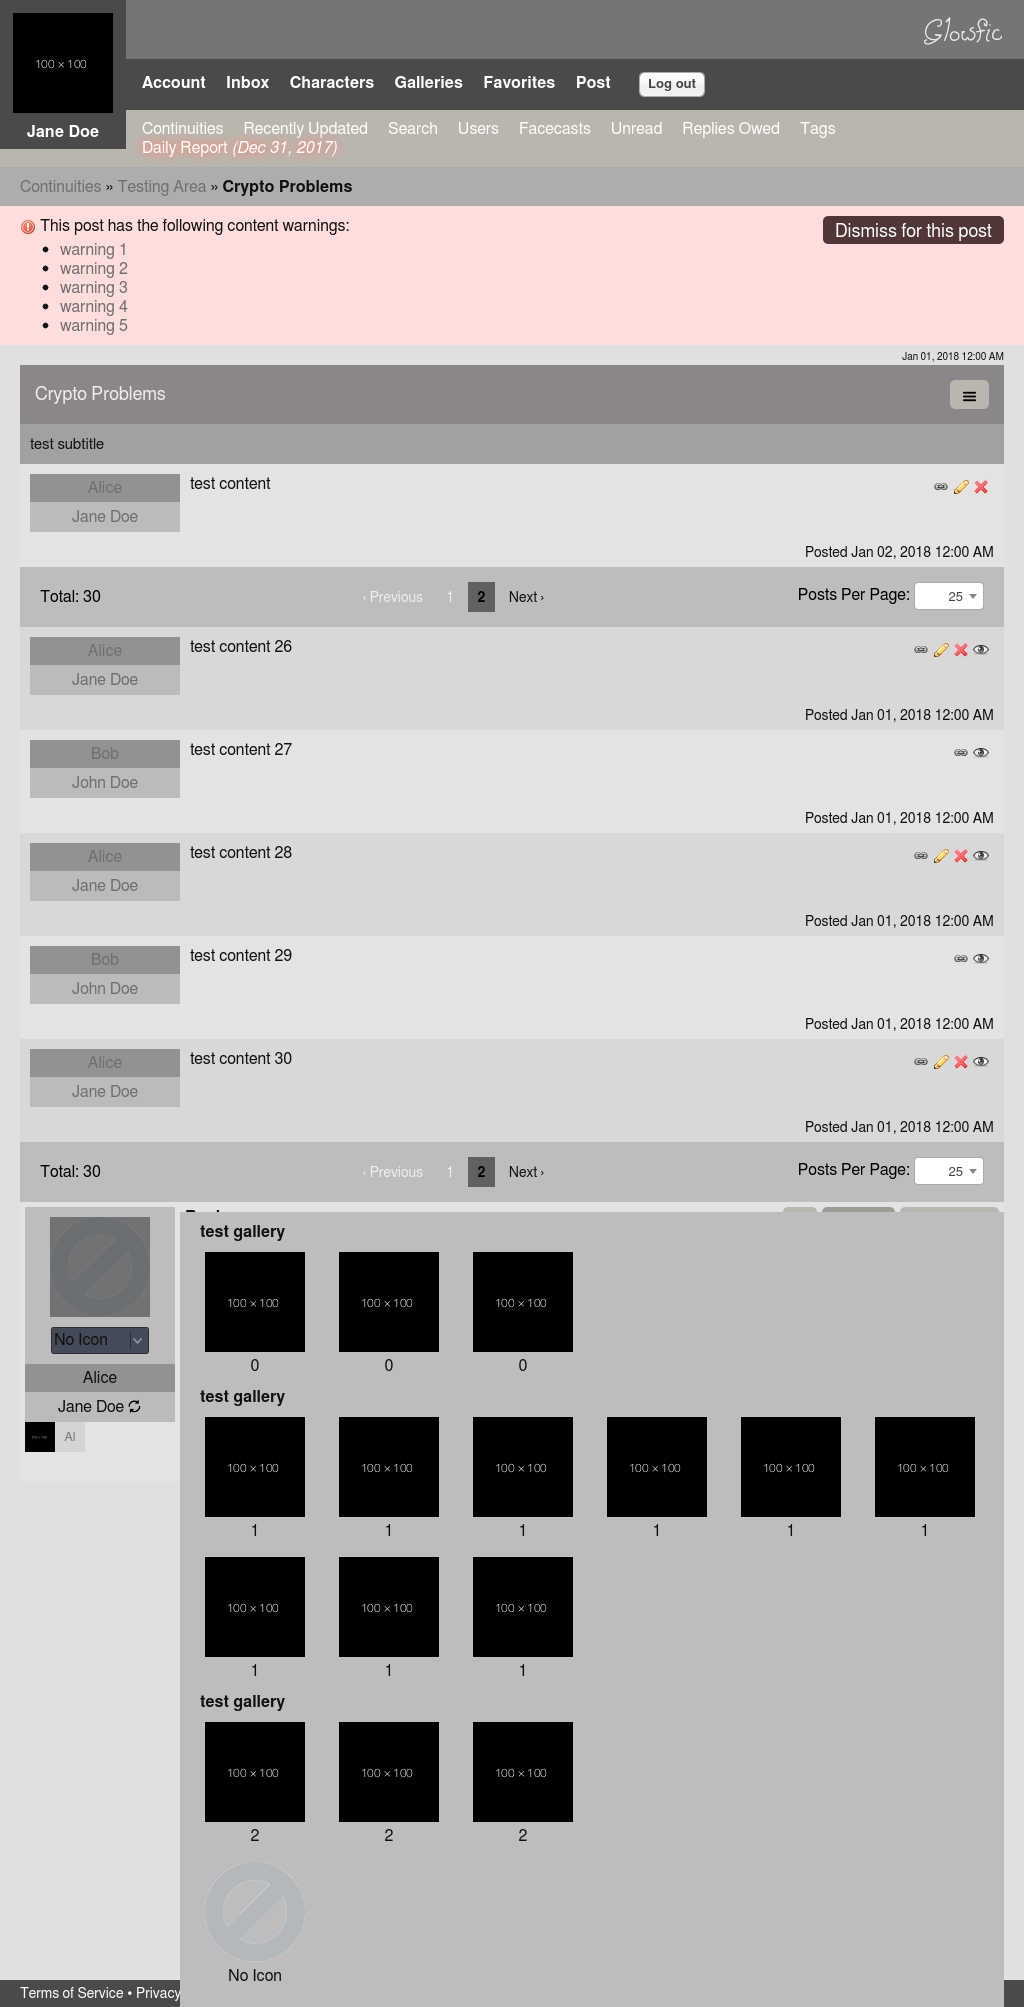 Glowfic
100 × 100
Jane Doe
Account Inbox Characters Galleries Favorites Post Log out
Continuities Recently Updated Search Users Facecasts Unread Replies Owed Tags
Daily Report (Dec 31, 2017)
Continuities » Testing Area » Crypto Problems
This post has the following content warnings:
Dismiss for this post
• warning 1
• warning 2
• warning 3
• warning 4
• warning 5
Jan 01, 2018 12:00 AM
Crypto Problems
test subtitle
Alice
Jane Doe
test content
Posted Jan 02, 2018 12:00 AM
Total: 30 ‹ Previous 1 2 Next › Posts Per Page: 25
Alice
Jane Doe
test content 26
Posted Jan 01, 2018 12:00 AM
Bob
John Doe
test content 27
Posted Jan 01, 2018 12:00 AM
Alice
Jane Doe
test content 28
Posted Jan 01, 2018 12:00 AM
Bob
John Doe
test content 29
Posted Jan 01, 2018 12:00 AM
Alice
Jane Doe
test content 30
Posted Jan 01, 2018 12:00 AM
Total: 30 ‹ Previous 1 2 Next › Posts Per Page: 25
No Icon
Alice
Jane Doe
100 × 100 Al
test gallery
100 × 100 100 × 100 100 × 100
0 0 0
test gallery
100 × 100 100 × 100 100 × 100 100 × 100 100 × 100 100 × 100
1 1 1 1 1 1
100 × 100 100 × 100 100 × 100
1 1 1
test gallery
100 × 100 100 × 100 100 × 100
2 2 2
No Icon
Terms of Service • Privacy